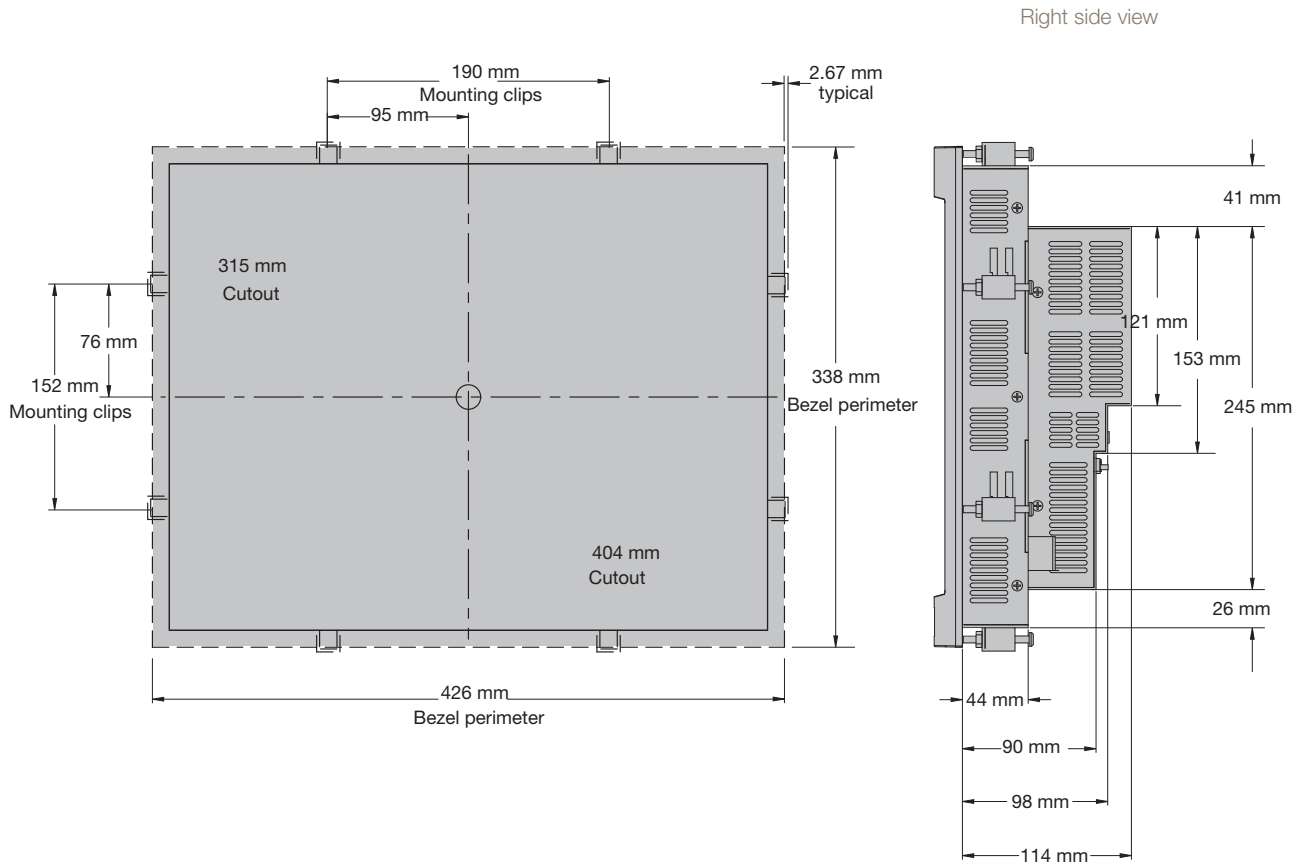 Right side view
190 mm
Mounting clips
2.67 mm
typical
95 mm
41 mm
315 mm
Cutout
76 mm
121 mm
153 mm
152 mm
Mounting clips
338 mm
Bezel perimeter
245 mm
404 mm
Cutout
26 mm
426 mm
Bezel perimeter
44 mm
90 mm
98 mm
114 mm